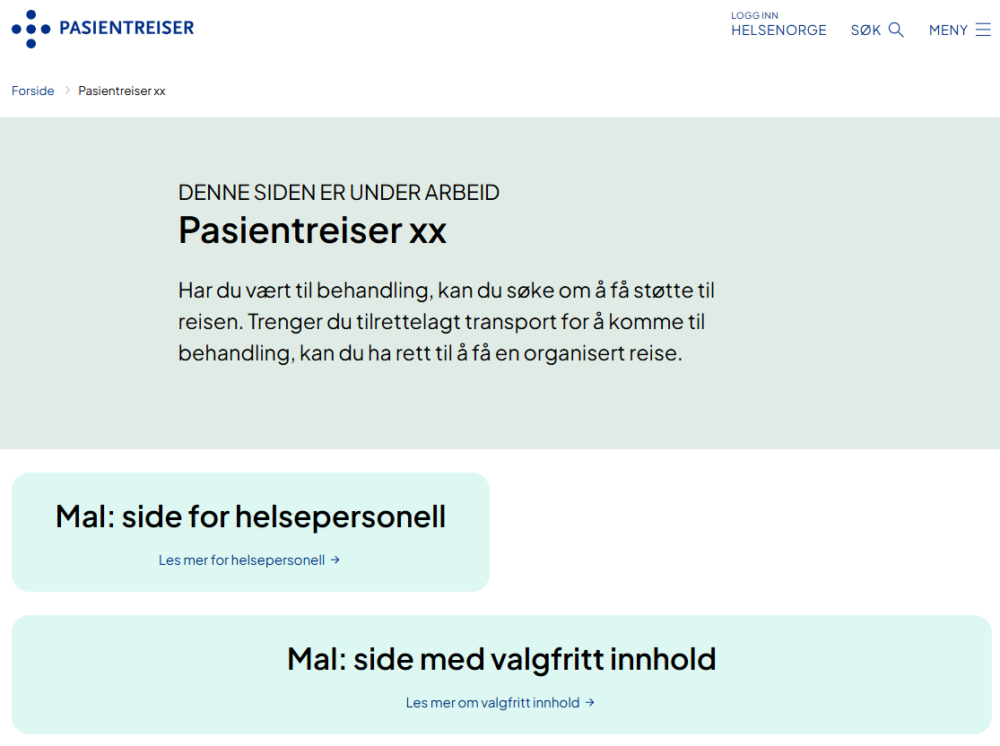 PASIENTREISER
LOGG INN
HELSENORGE
SØK
MENY
Forside
Pasientreiser xx
DENNE SIDEN ER UNDER ARBEID
Pasientreiser xx
Har du vært til behandling, kan du søke om å få støtte til
reisen. Trenger du tilrettelagt transport for å komme til
behandling, kan du ha rett til å få en organisert reise.
Mal: side for helsepersonell
Les mer for helsepersonell →
Mal: side med valgfritt innhold
Les mer om valgfritt innhold →